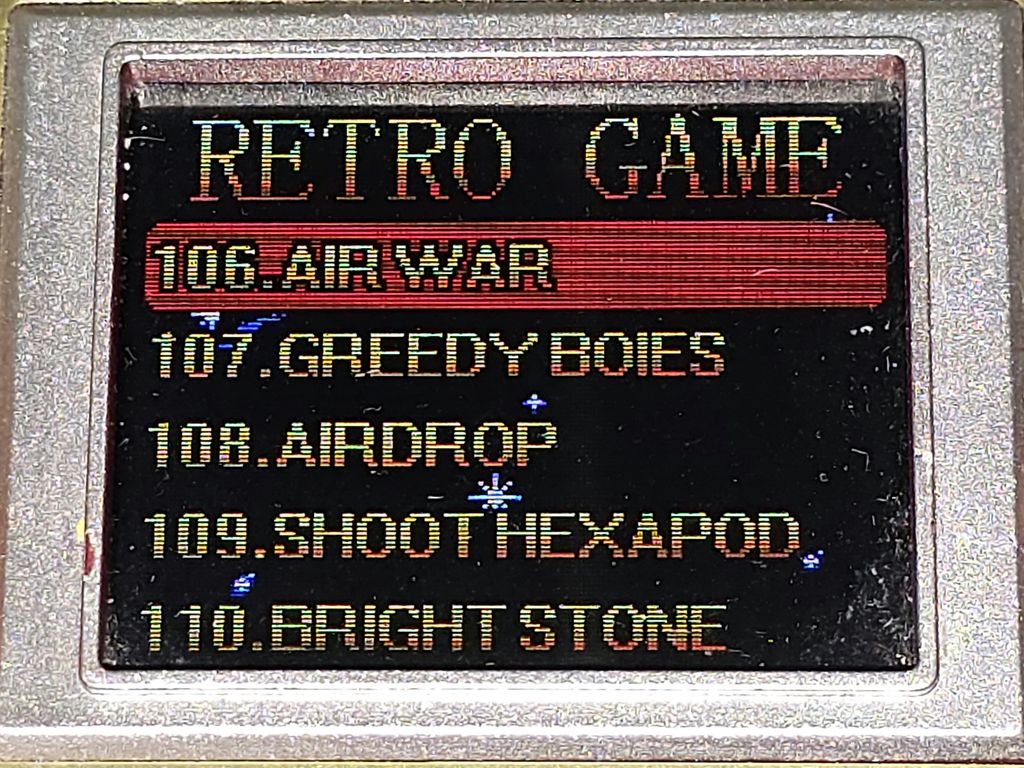 RETRO GAME
106.AIR WAR
107.GREEDY BOIES
108.AIRDROP
109.SHOOT HEXAPOD
110.BRIGHT STONE